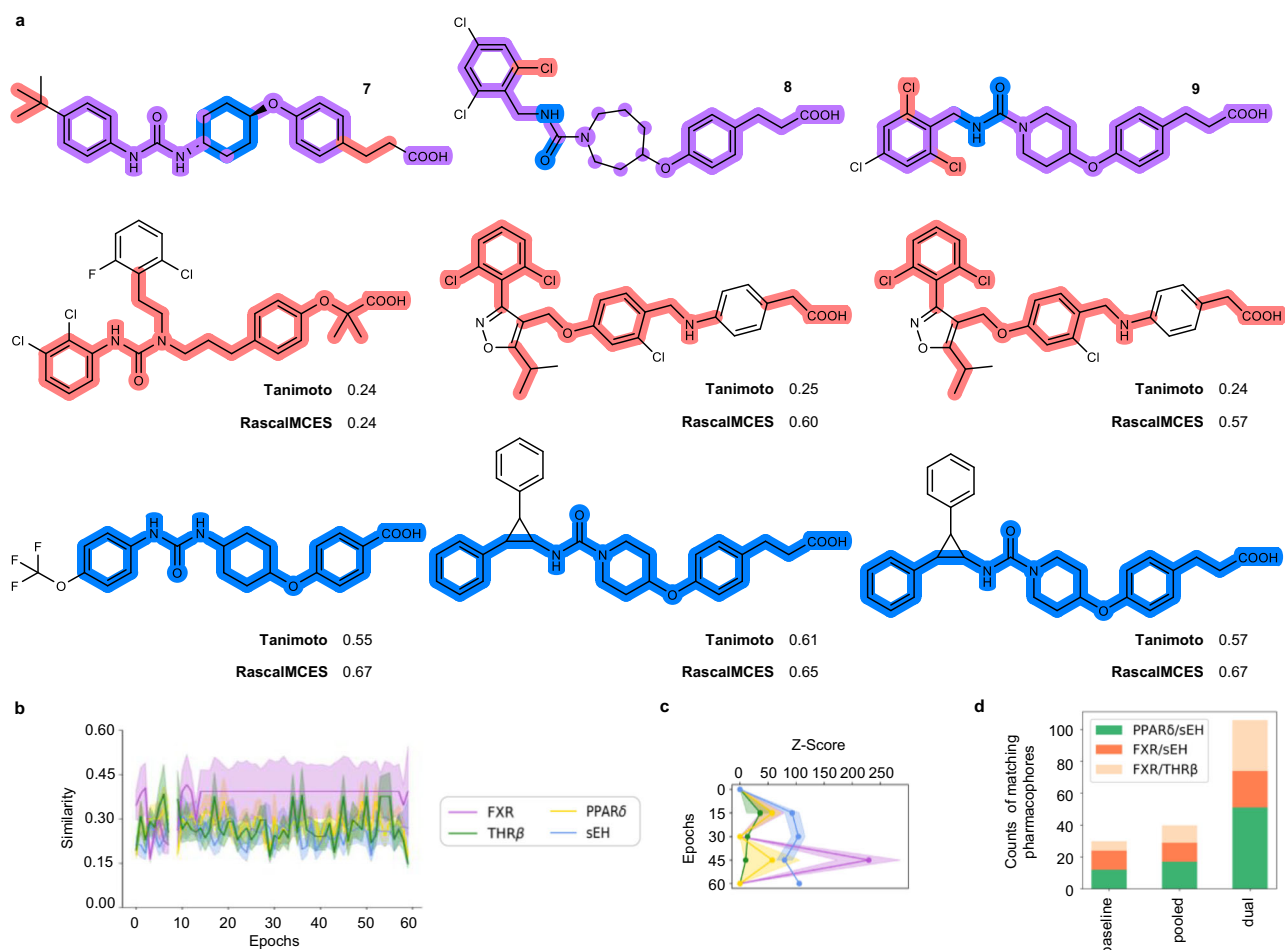 a
7
8
9
Cl
Cl
Cl
O
N
H
N
H
O
COOH
NH
O
N
O
COOH
Cl
Cl
Cl
O
N
H
N
O
COOH
F
Cl
Cl
Cl
H
N
N
O
O
COOH
Tanimoto 0.24
RascalMCES 0.24
Cl
Cl
N
O
O
Cl
N
H
COOH
Tanimoto 0.25
RascalMCES 0.60
Cl
Cl
N
O
O
Cl
N
H
COOH
Tanimoto 0.24
RascalMCES 0.57
F
F
F
O
H
N
H
N
O
O
COOH
Tanimoto 0.55
RascalMCES 0.67
N
H
O
N
O
COOH
Tanimoto 0.61
RascalMCES 0.65
N
H
O
N
O
COOH
Tanimoto 0.57
RascalMCES 0.67
b
Similarity
0.60
0.45
0.30
0.15
0.00
0 10 20 30 40 50 60
Epochs
FXR
PPARδ
THRβ
sEH
c
Z-Score
0 50 100 150 200 250
Epochs
0
15
30
45
60
d
Counts of matching
pharmacophores
100
80
60
40
20
0
PPARδ/sEH
FXR/sEH
FXR/THRβ
baseline
pooled
dual